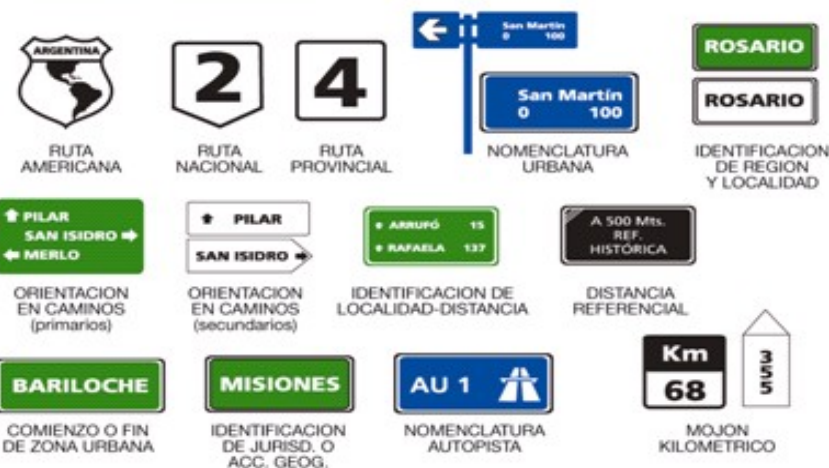 ARGENTINA
RUTA
AMERICANA
2
RUTA
NACIONAL
4
RUTA
PROVINCIAL
San Martín
0 100
San Martín
0 100
NOMENCLATURA
URBANA
ROSARIO
ROSARIO
IDENTIFICACION
DE REGION
Y LOCALIDAD
PILAR
SAN ISIDRO
MERLO
ORIENTACION
EN CAMINOS
(primarios)
PILAR
SAN ISIDRO
ORIENTACION
EN CAMINOS
(secundarios)
ARRUFÓ 15
RAFAELA 137
IDENTIFICACION DE
LOCALIDAD-DISTANCIA
A 500 Mts.
REF.
HISTÓRICA
DISTANCIA
REFERENCIAL
BARILOCHE
COMIENZO O FIN
DE ZONA URBANA
MISIONES
IDENTIFICACION
DE JURISD. O
ACC. GEOG.
AU 1
NOMENCLATURA
AUTOPISTA
Km
68
355
MOJON
KILOMETRICO